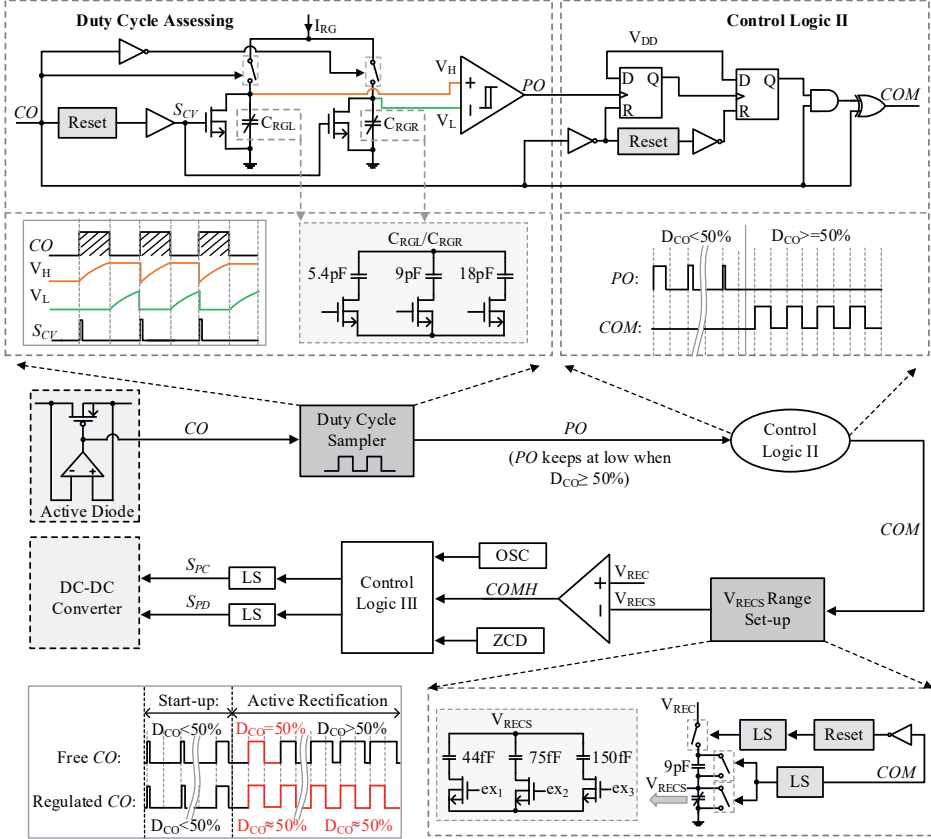 Duty Cycle Assessing
I_RG
CO
Reset
S_CV
C_RGL
C_RGR
V_H
V_L
+
−
PO
Control Logic II
V_DD
D
Q
R
D
Q
R
Reset
COM
CO
V_H
V_L
S_CV
C_RGL/C_RGR
5.4pF
9pF
18pF
D_CO<50%
D_CO>=50%
PO:
COM:
Active Diode
-
+
CO
Duty Cycle
Sampler
PO
(PO keeps at low when
D_CO≥ 50%)
Control
Logic II
COM
DC-DC
Converter
S_PC
LS
S_PD
LS
Control
Logic III
OSC
COMH
ZCD
+
−
V_REC
V_RECS
V_RECS Range
Set-up
Start-up:
Active Rectification
D_CO<50%
D_CO=50%
D_CO>50%
Free CO:
Regulated CO:
D_CO<50%
D_CO≈50%
D_CO≈50%
V_RECS
44fF
75fF
150fF
ex1
ex2
ex3
V_REC
LS
Reset
9pF
COM
LS
V_RECS